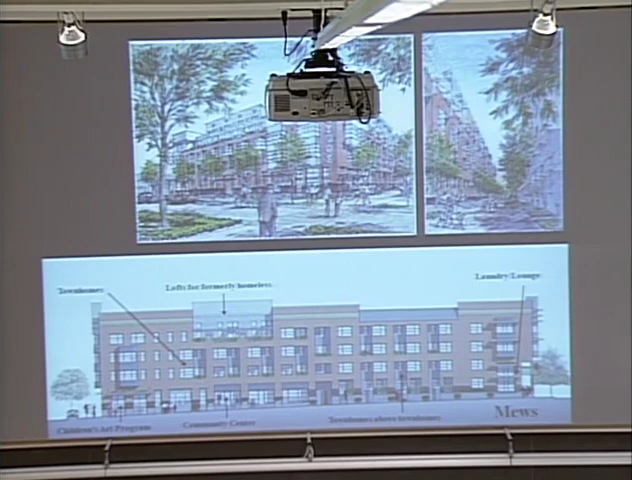 Townhomes
Lofts for formerly homeless
Laundry/Lounge
Mews
Children's Art Program
Community Center
Townhomes above townhomes